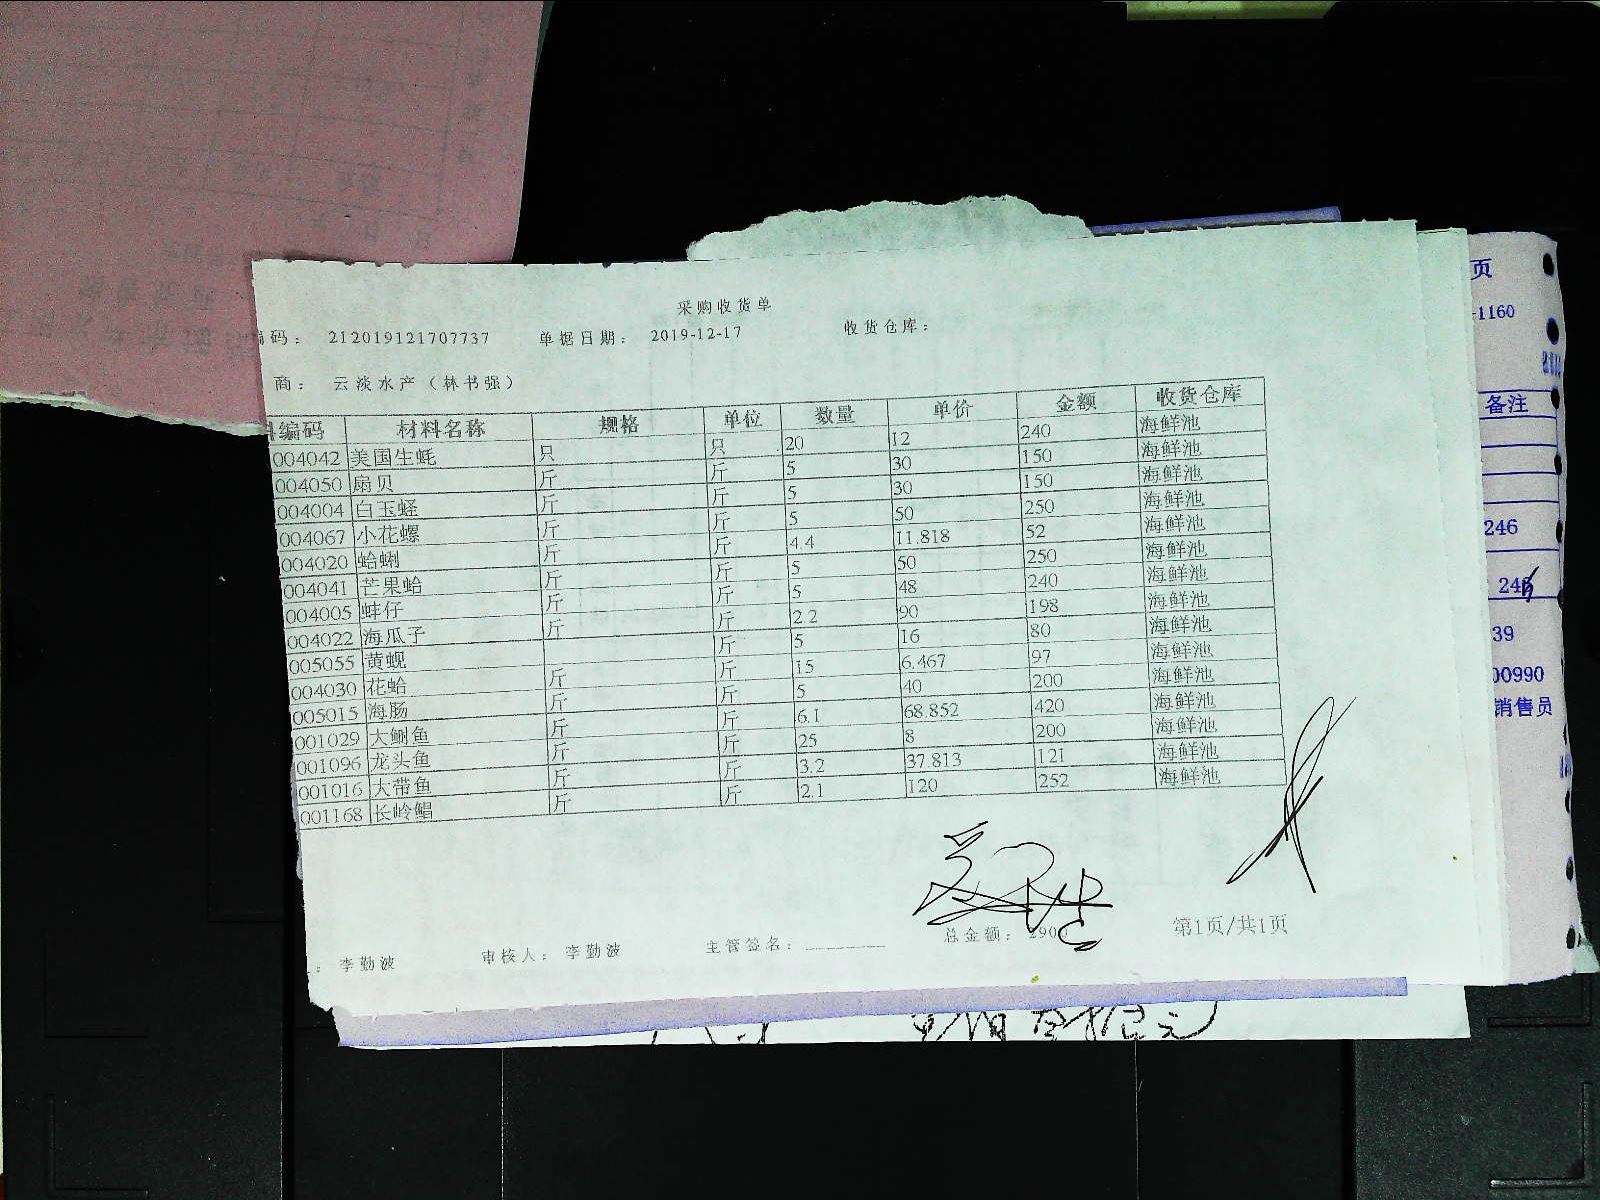 采购收货单
编码： 212019121707737 单据日期： 2019-12-17 收货仓库：
商： 云淡水产（林书强）
料编码 材料名称 规格 单位 数量 单价 金额 收货仓库
004042 美国生蚝 只 只 20 12 240 海鲜池
004050 扇贝 斤 斤 5 30 150 海鲜池
004004 白玉蛏 斤 斤 5 30 150 海鲜池
004067 小花螺 斤 斤 5 50 250 海鲜池
004020 蛤蜊 斤 斤 4.4 11.818 52 海鲜池
004041 芒果蛤 斤 斤 5 50 250 海鲜池
004005 蛏仔 斤 斤 5 48 240 海鲜池
004022 海瓜子 斤 斤 2.2 90 198 海鲜池
005055 黄蚬 斤 5 16 80 海鲜池
004030 花蛤 斤 斤 15 6.467 97 海鲜池
005015 海肠 斤 斤 5 40 200 海鲜池
001029 大鮰鱼 斤 斤 6.1 68.852 420 海鲜池
001096 龙头鱼 斤 斤 25 8 200 海鲜池
001016 大带鱼 斤 斤 3.2 37.813 121 海鲜池
001168 长岭鲳 斤 斤 2.1 120 252 海鲜池
： 李勤波 审核人： 李勤波 主管签名： 总金额： 2900 第1页/共1页
页
-1160
备注
246
246
39
00990
销售员